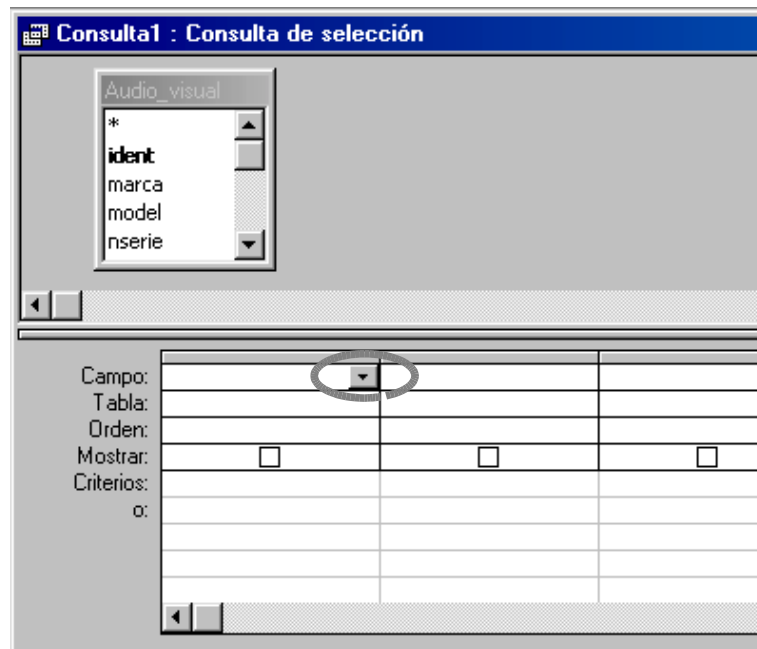 Consulta1 : Consulta de selección
Audio_visual
*
ident
marca
model
nserie
Campo:
Tabla:
Orden:
Mostrar:
Criterios:
o: